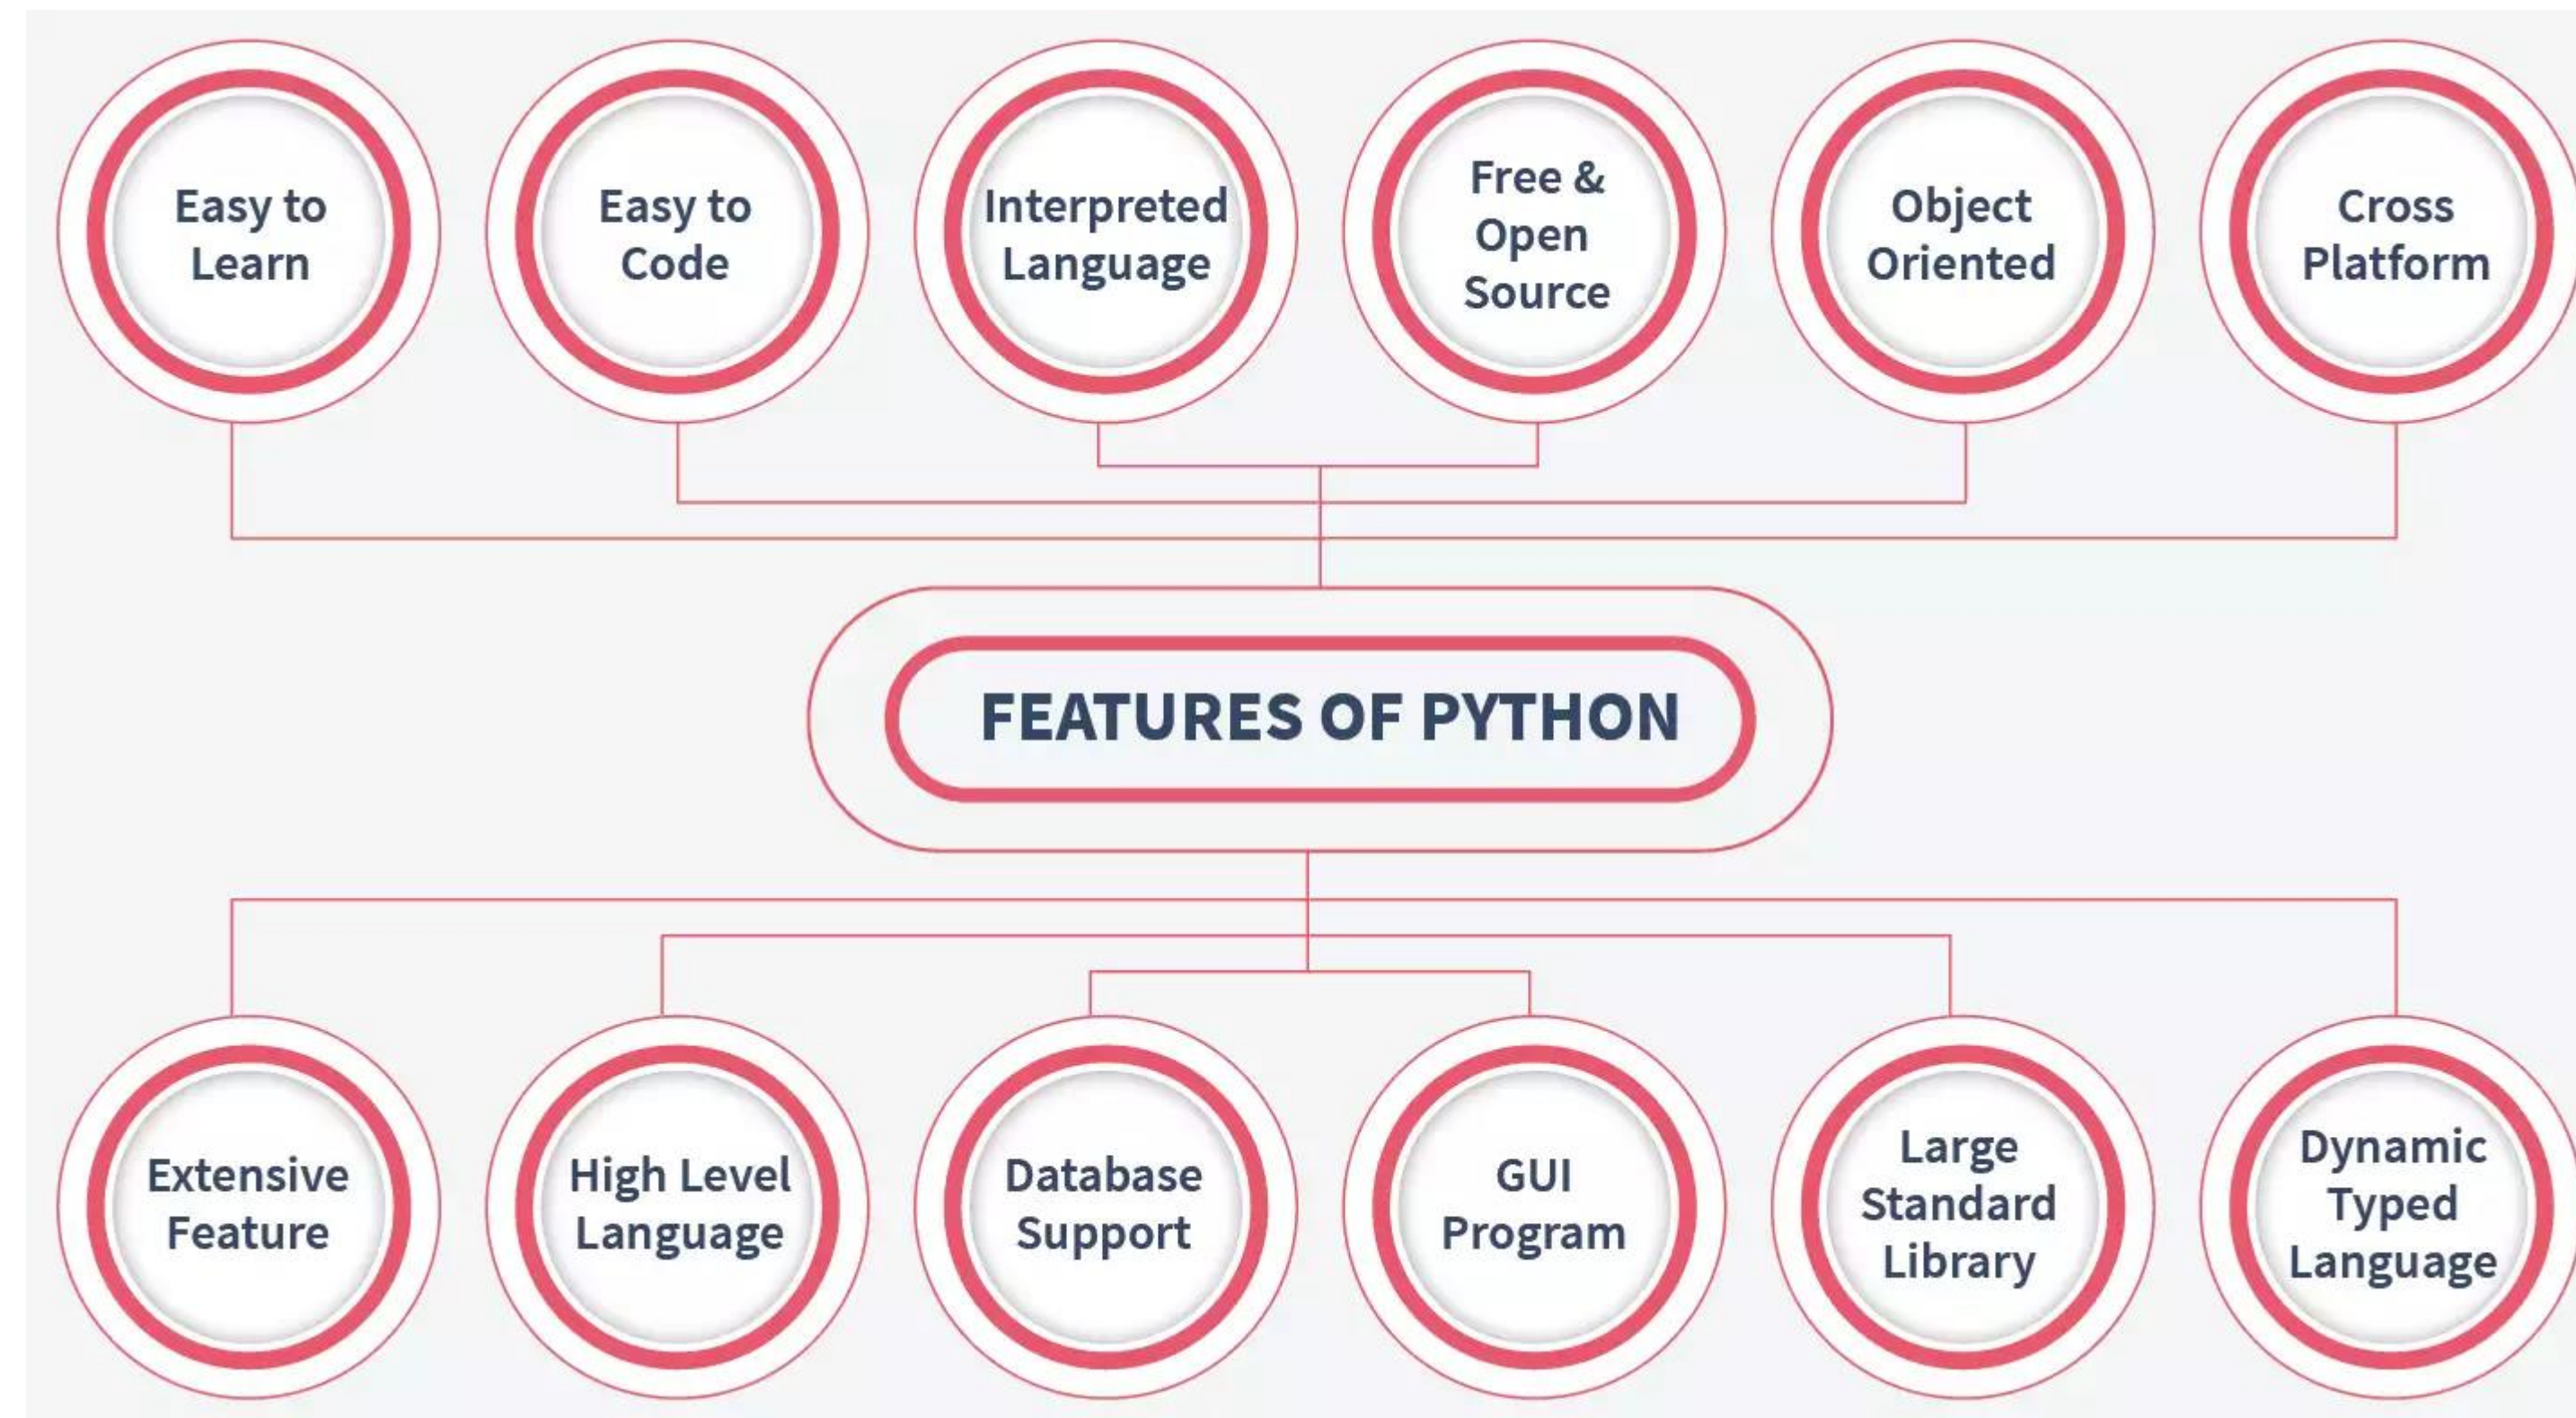 Easy to
Learn
Easy to
Code
Interpreted
Language
Free &
Open
Source
Object
Oriented
Cross
Platform
FEATURES OF PYTHON
Extensive
Feature
High Level
Language
Database
Support
GUI
Program
Large
Standard
Library
Dynamic
Typed
Language